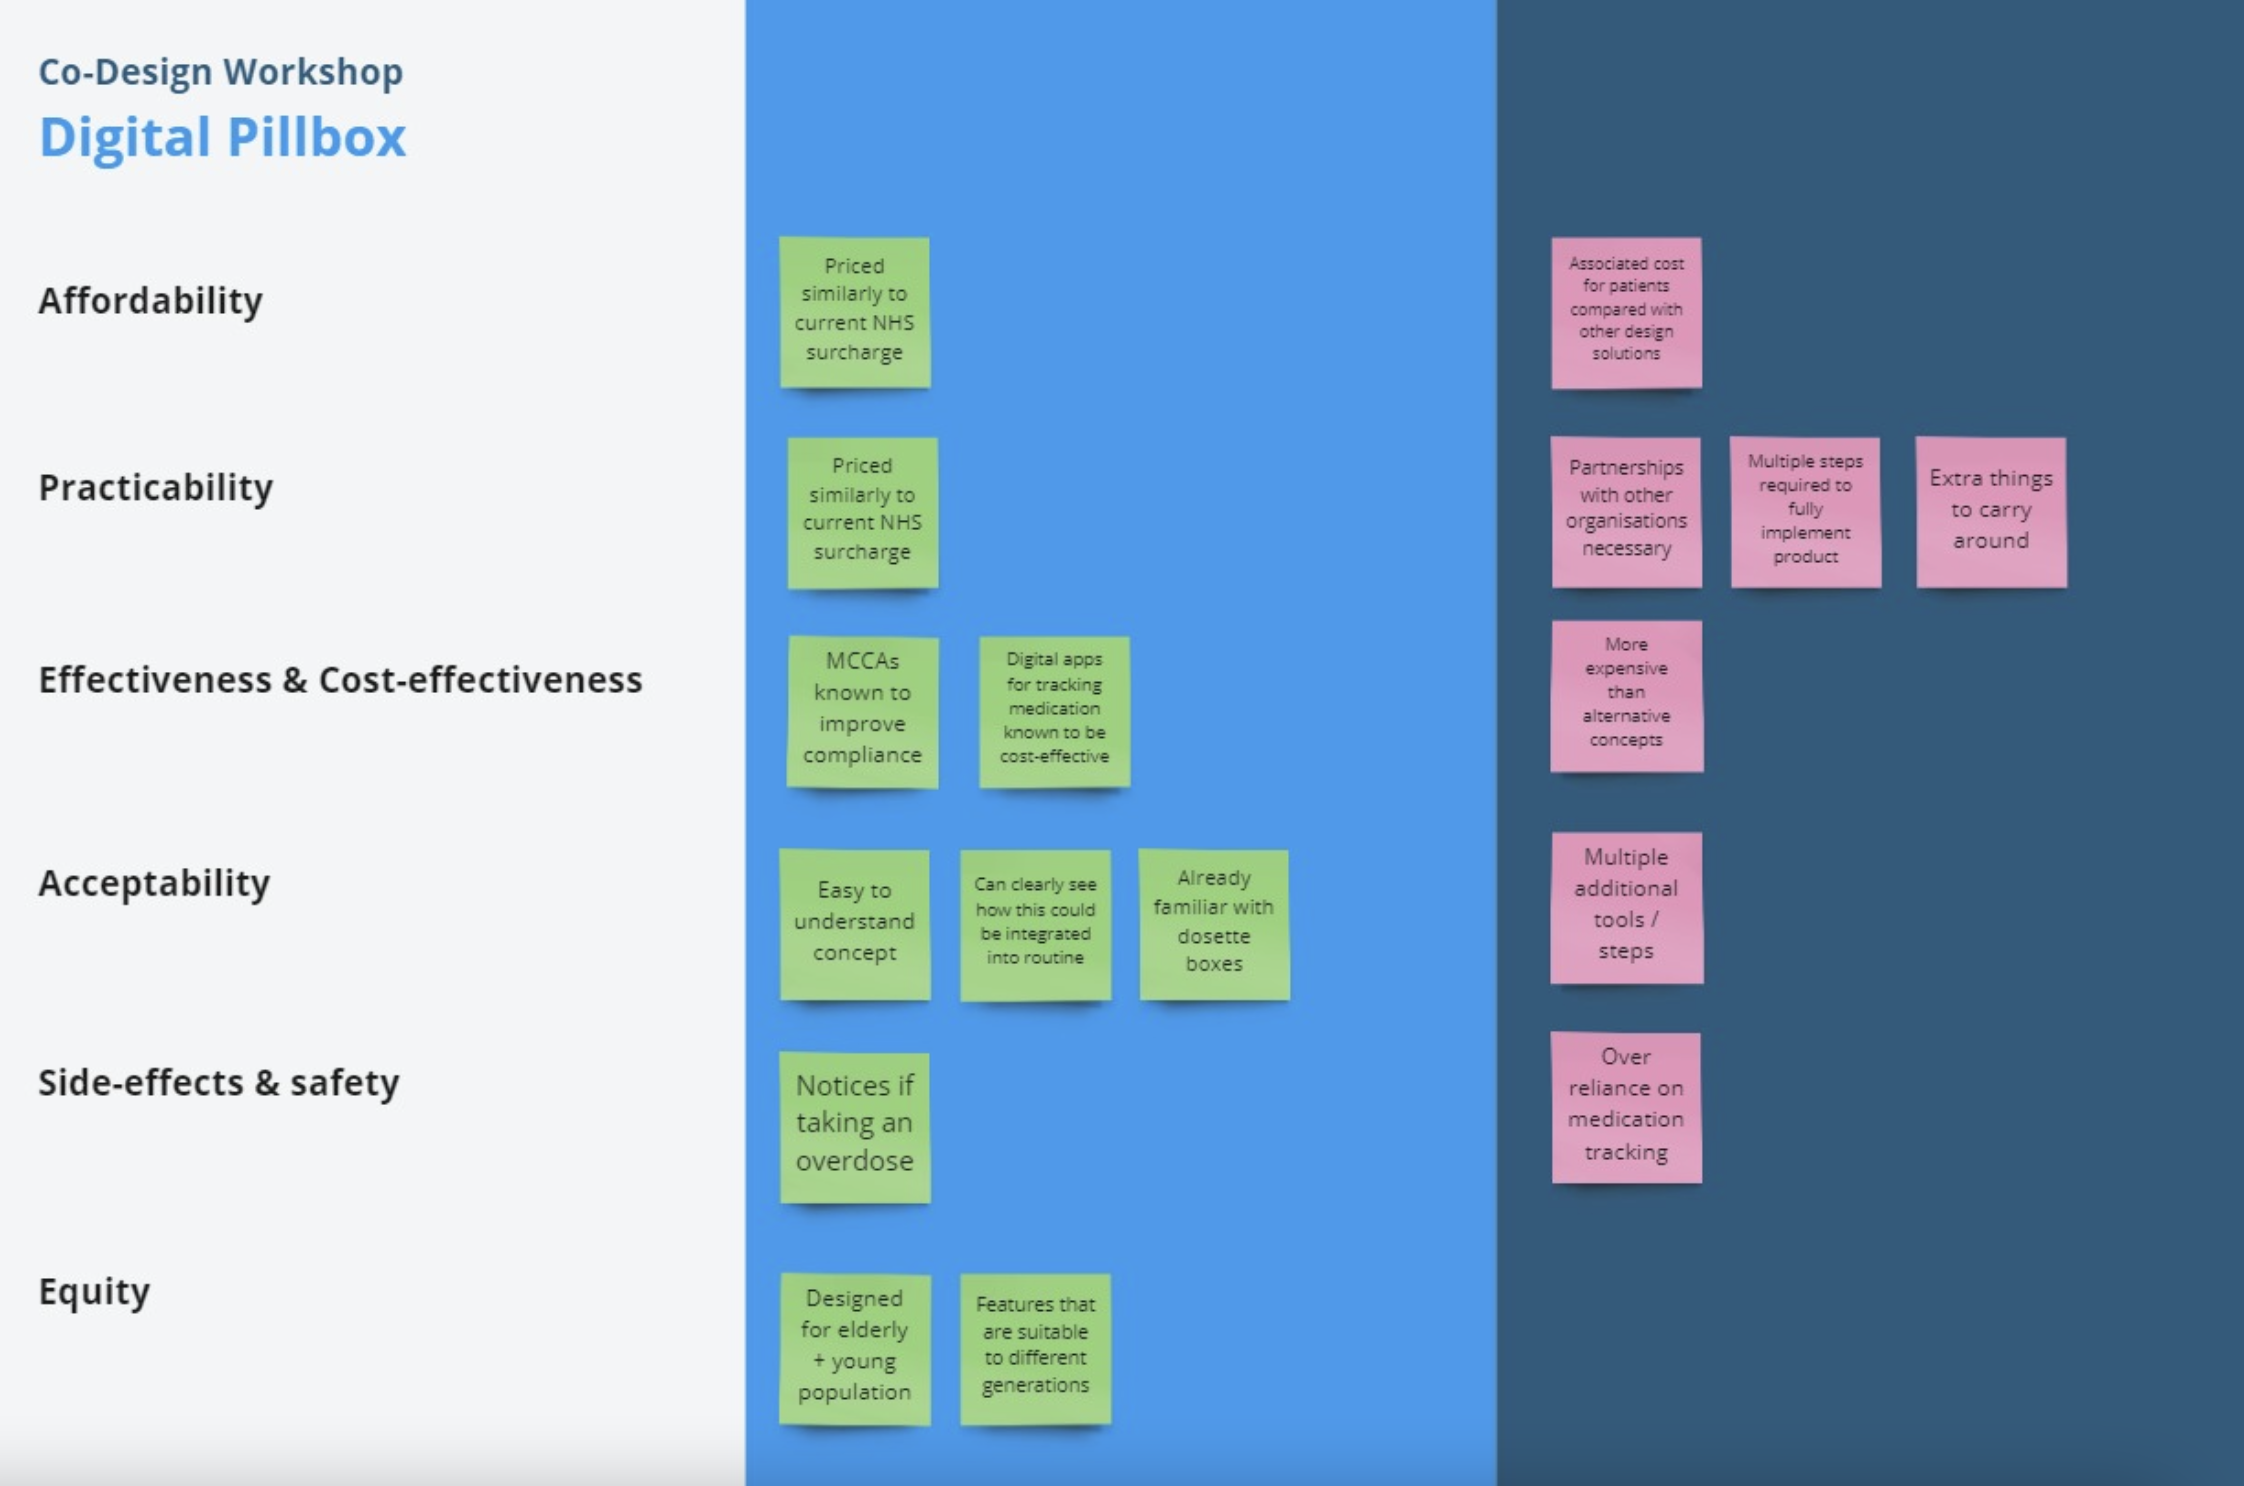 Co-Design Workshop
Digital Pillbox
Affordability
Priced
similarly to
current NHS
surcharge
Associated cost
for patients
compared with
other design
solutions
Practicability
Priced
similarly to
current NHS
surcharge
Partnerships
with other
organisations
necessary
Multiple steps
required to
fully
implement
product
Extra things
to carry
around
Effectiveness & Cost-effectiveness
MCCAs
known to
improve
compliance
Digital apps
for tracking
medication
known to be
cost-effective
More
expensive
than
alternative
concepts
Acceptability
Easy to
understand
concept
Can clearly see
how this could
be integrated
into routine
Already
familiar with
dosette
boxes
Multiple
additional
tools /
steps
Side-effects & safety
Notices if
taking an
overdose
Over
reliance on
medication
tracking
Equity
Designed
for elderly
+ young
population
Features that
are suitable
to different
generations